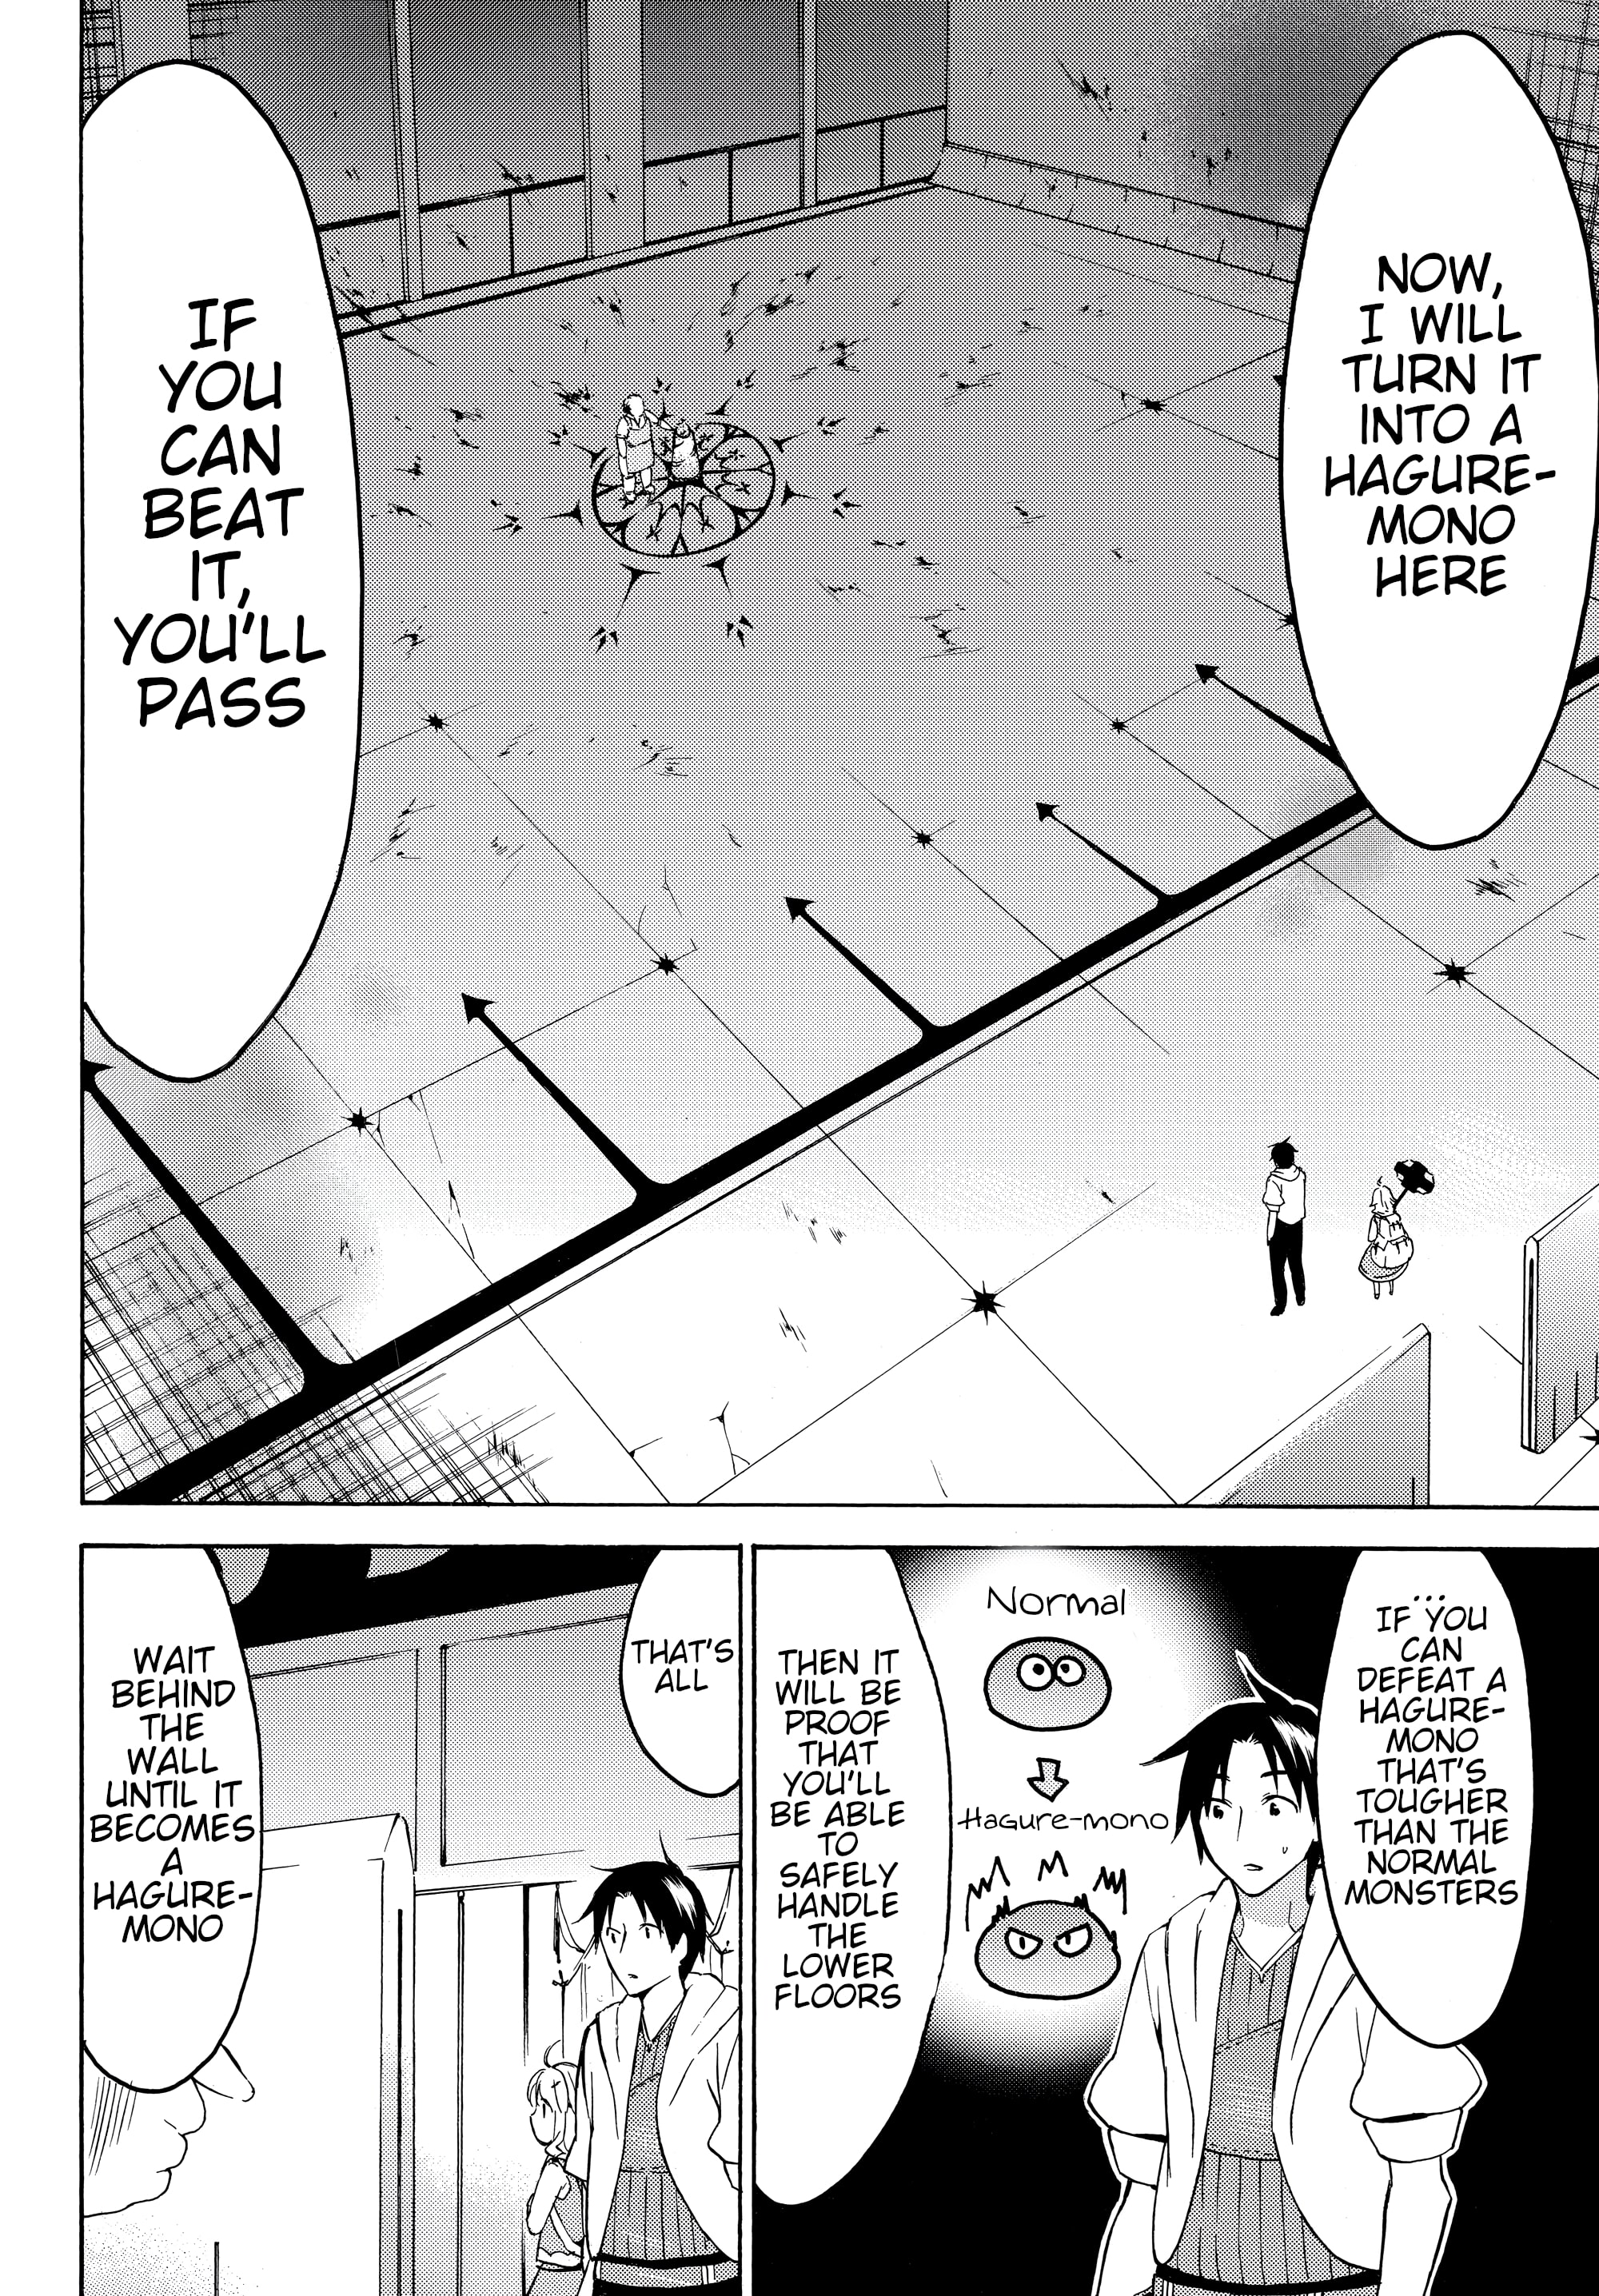 NOW,
I WILL
TURN IT
INTO A
HAGURE-
MONO
HERE
IF
YOU
CAN
BEAT
IT,
YOU'LL
PASS
...
IF YOU
CAN
DEFEAT A
HAGURE-
MONO
THAT'S
TOUGHER
THAN THE
NORMAL
MONSTERS
Normal
Hagure-mono
THEN IT
WILL BE
PROOF
THAT
YOU'LL
BE ABLE
TO
SAFELY
HANDLE
THE
LOWER
FLOORS
THAT'S
ALL
WAIT
BEHIND
THE
WALL
UNTIL IT
BECOMES
A
HAGURE-
MONO